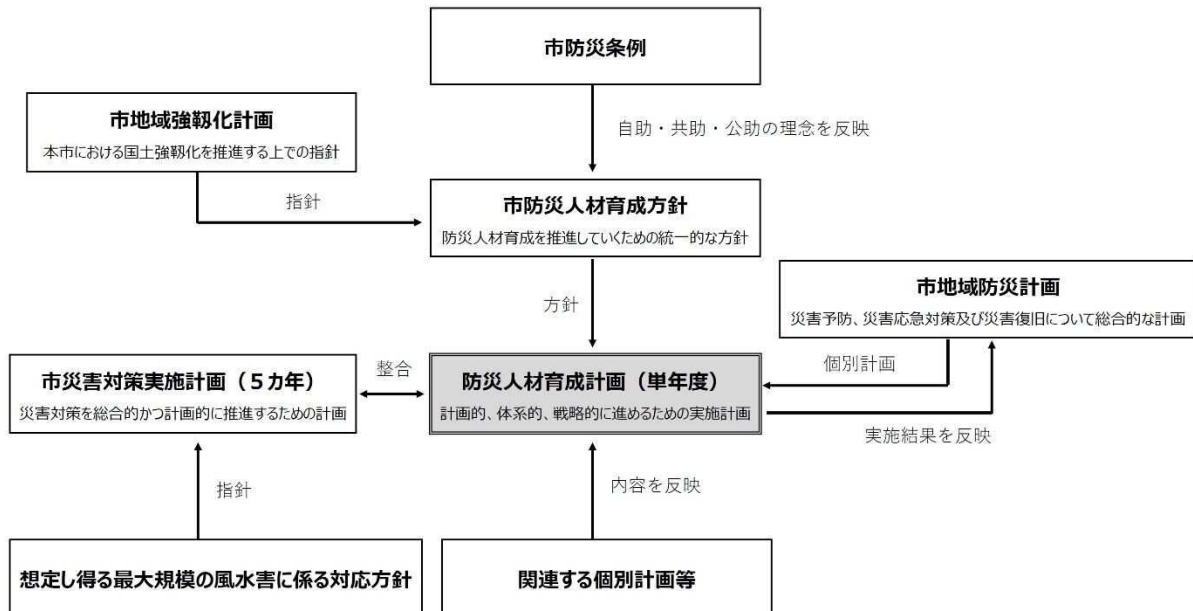 市防災条例
自助・共助・公助の理念を反映
市地域強靱化計画
本市における国土強靱化を推進する上での指針
指針
市防災人材育成方針
防災人材育成を推進していくための統一的な方針
方針
市地域防災計画
災害予防、災害応急対策及び災害復旧について総合的な計画
個別計画
実施結果を反映
市災害対策実施計画（５カ年）
災害対策を総合的かつ計画的に推進するための計画
整合
防災人材育成計画（単年度）
計画的、体系的、戦略的に進めるための実施計画
指針
内容を反映
想定し得る最大規模の風水害に係る対応方針
関連する個別計画等